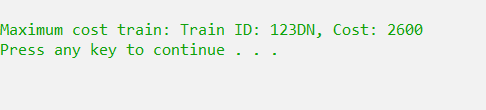 Maximum cost train: Train ID: 123DN, Cost: 2600
Press any key to continue . . .